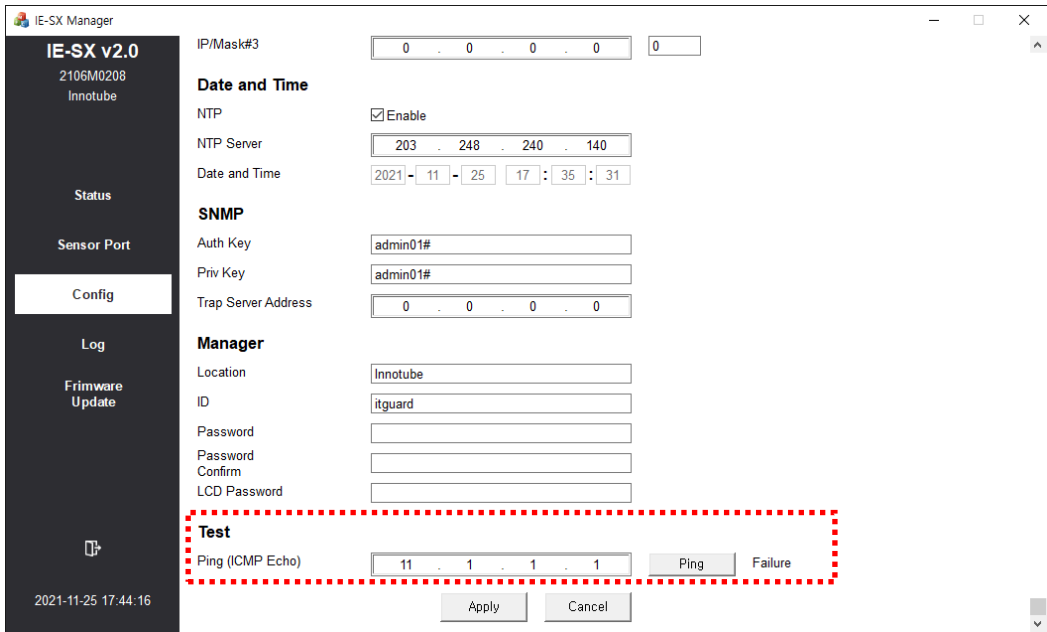 IE-SX Manager
IE-SX v2.0
2106M0208
Innotube
Status
Sensor Port
Config
Log
Frimware
Update
2021-11-25 17:44:16
IP/Mask#3 0 . 0 . 0 . 0 0
Date and Time
NTP Enable
NTP Server 203 . 248 . 240 . 140
Date and Time 2021 - 11 - 25 17 : 35 : 31
SNMP
Auth Key admin01#
Priv Key admin01#
Trap Server Address 0 . 0 . 0 . 0
Manager
Location Innotube
ID itguard
Password
Password
Confirm
LCD Password
Test
Ping (ICMP Echo) 11 . 1 . 1 . 1 Ping Failure
Apply Cancel